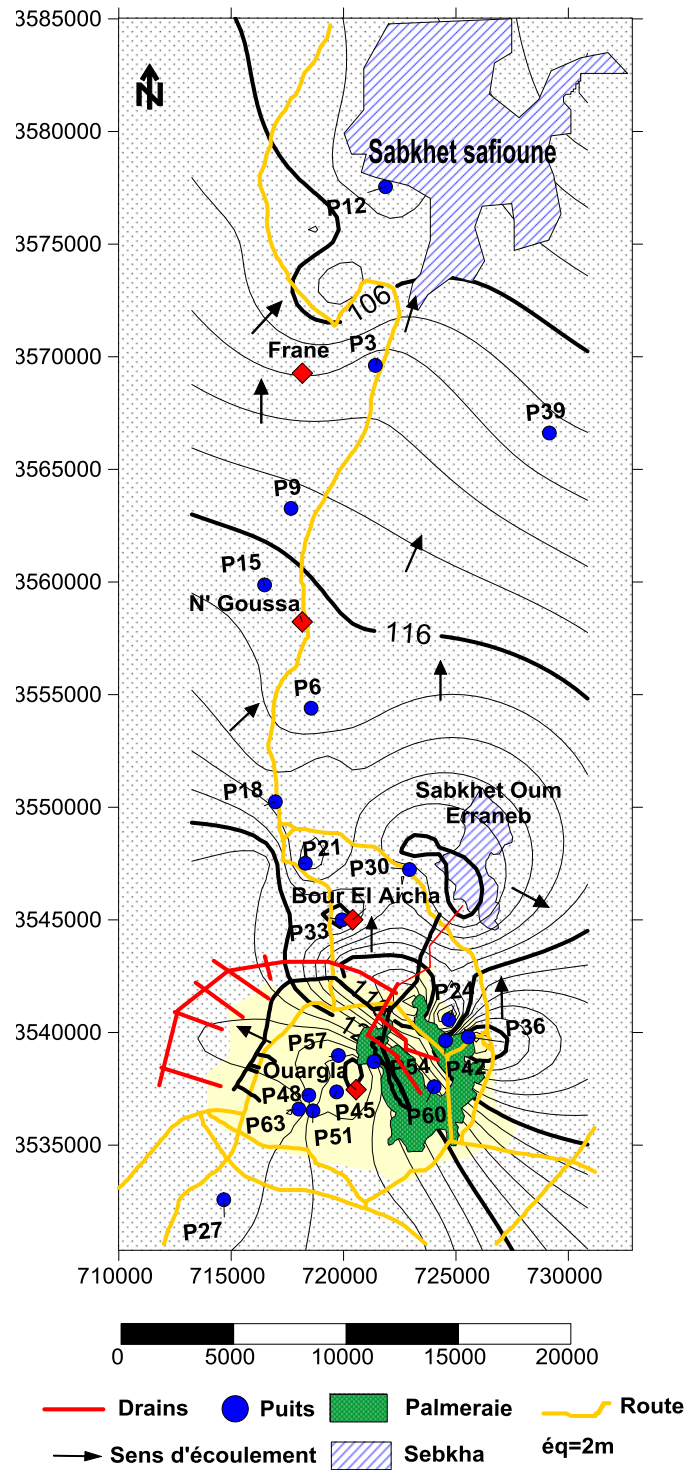 3585000
3580000
3575000
3570000
3565000
3560000
3555000
3550000
3545000
3540000
3535000
N
Sabkhet safioune
P12
106
P3
Frane
P39
P9
P15
N' Goussa
116
P6
P18
Sabkhet Oum
Erraneb
P21
P30
Bour El Aicha
P33
P24
P36
P57
Ouargla
P54
P42
P48
P45
P60
P63
P51
P27
710000 715000 720000 725000 730000
0 5000 10000 15000 20000
Drains Puits Palmeraie Route
Sens d'écoulement Sebkha éq=2m